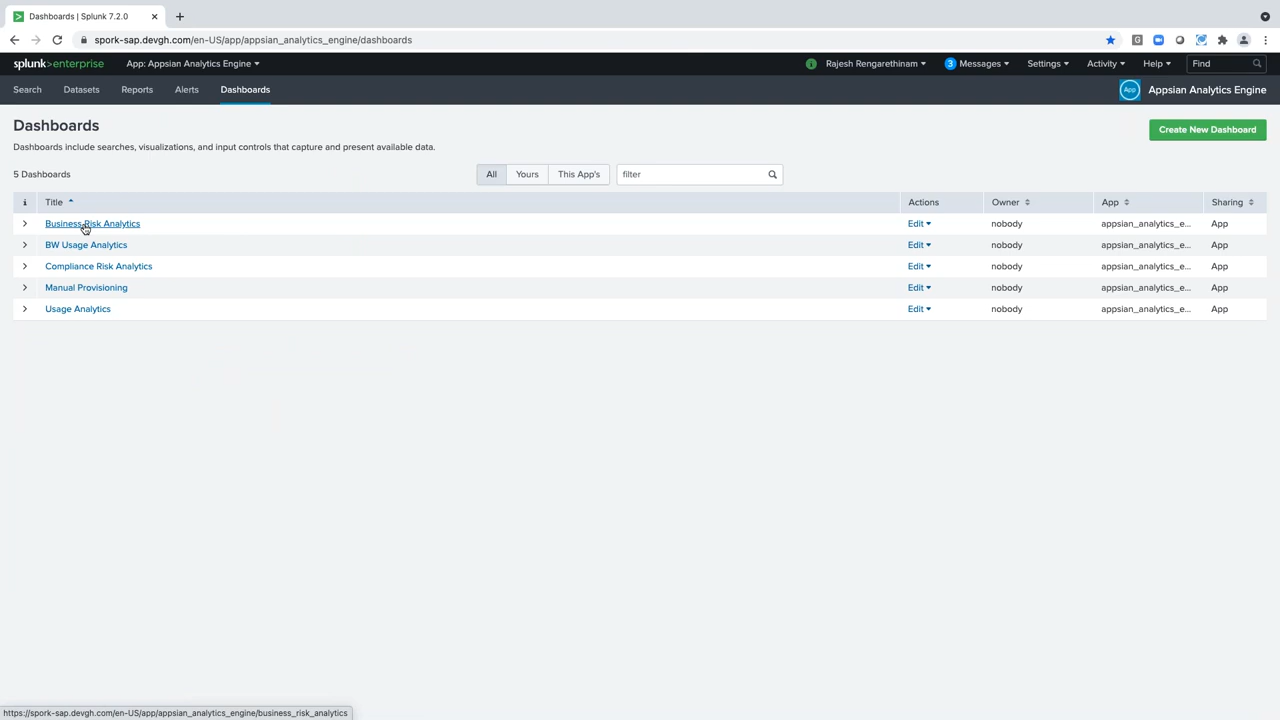 Dashboards | Splunk 7.2.0
spork-sap.devgh.com/en-US/app/appsian_analytics_engine/dashboards
splunk>enterprise App: Appsian Analytics Engine Rajesh Rengarethinam 3 Messages Settings Activity Help Find
Search Datasets Reports Alerts Dashboards App Appsian Analytics Engine
Dashboards
Create New Dashboard
Dashboards include searches, visualizations, and input controls that capture and present available data.
5 Dashboards All Yours This App's filter
i Title Actions Owner App Sharing
Business Risk Analytics Edit nobody appsian_analytics_e... App
BW Usage Analytics Edit nobody appsian_analytics_e... App
Compliance Risk Analytics Edit nobody appsian_analytics_e... App
Manual Provisioning Edit nobody appsian_analytics_e... App
Usage Analytics Edit nobody appsian_analytics_e... App
https://spork-sap.devgh.com/en-US/app/appsian_analytics_engine/business_risk_analytics